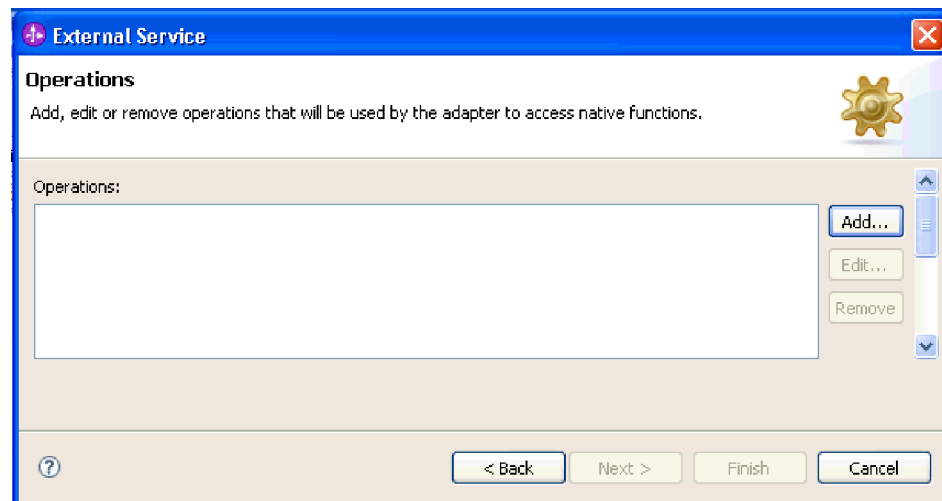 External Service
Operations
Add, edit or remove operations that will be used by the adapter to access native functions.
Operations:
Add...
Edit...
Remove
?
< Back
Next >
Finish
Cancel